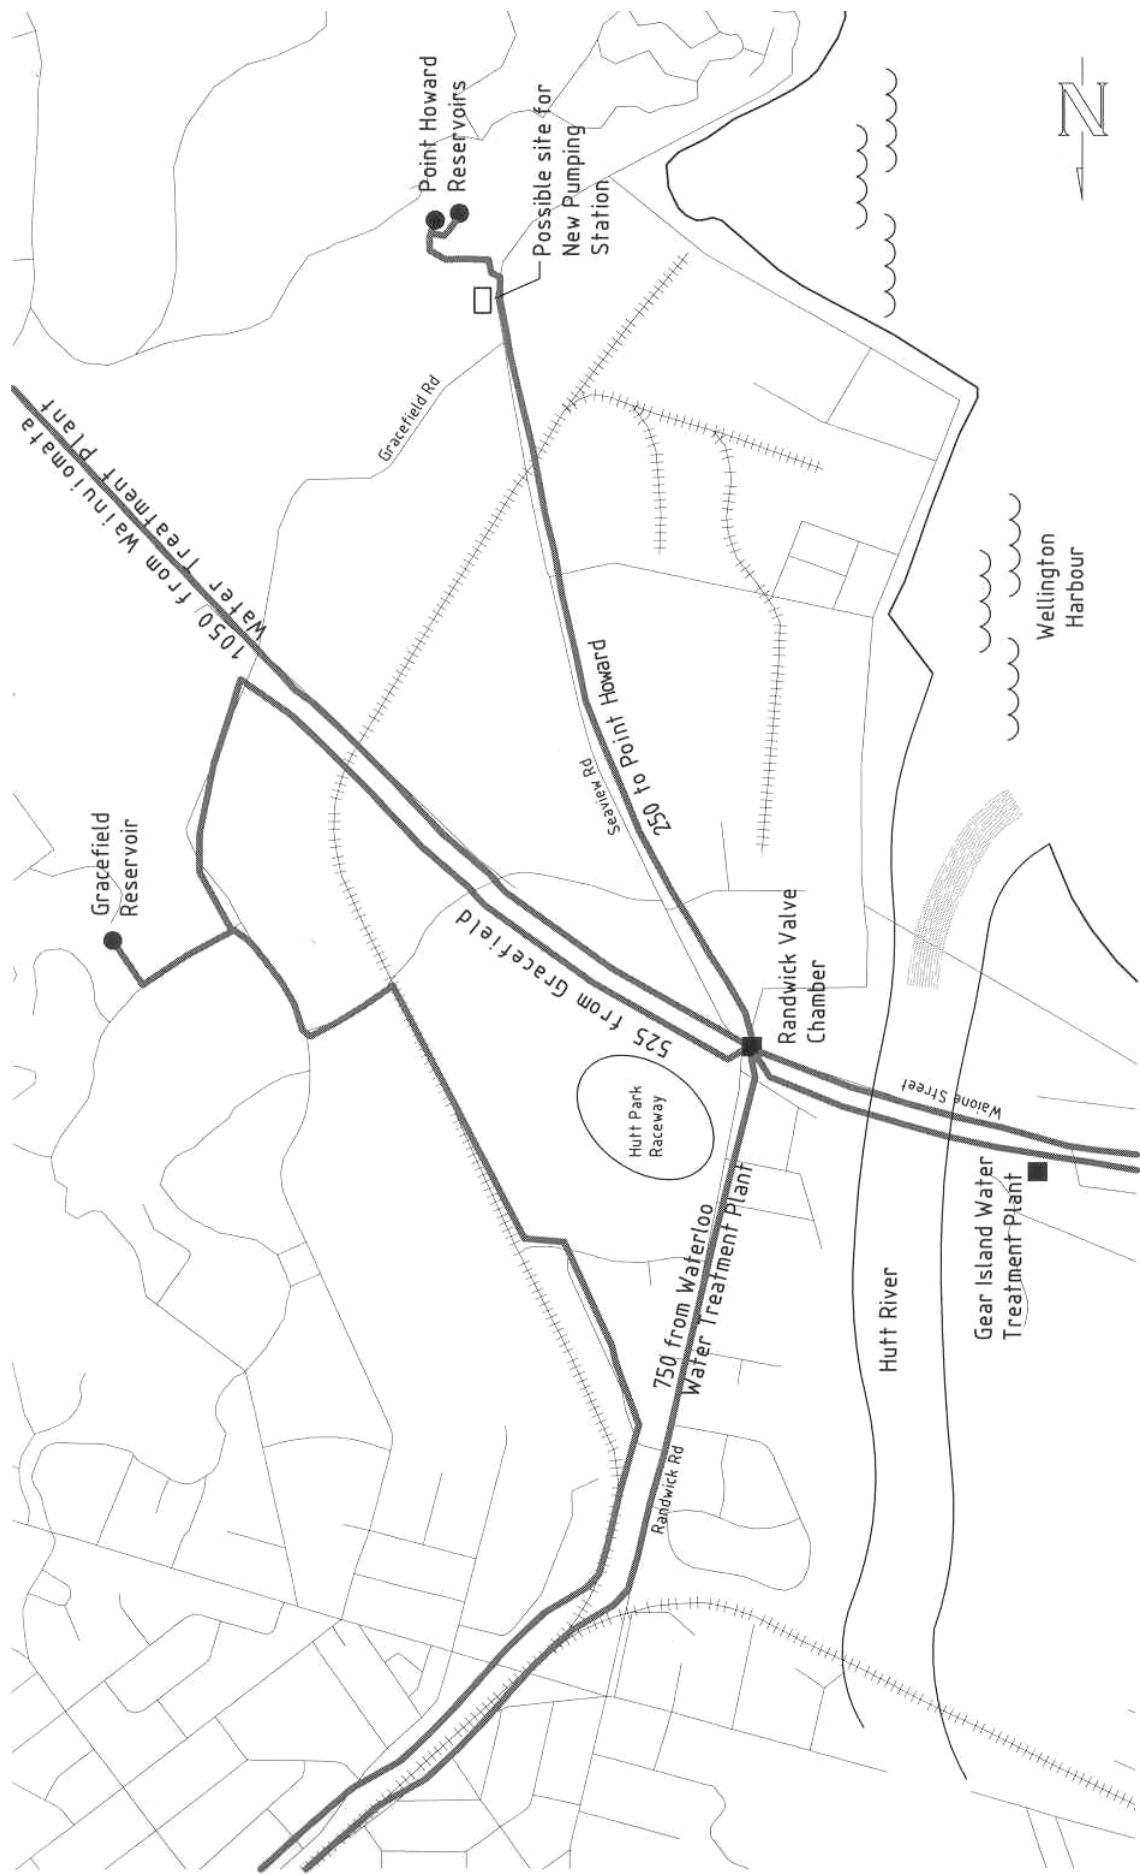 Point Howard
Reservoirs
Possible site for
New Pumping
Station
N
Gracefield Rd
1050 from Wainuiomata
Water Treatment Plant
Wellington
Harbour
Seaview Rd
250 to Point Howard
Gracefield
Reservoir
525 from Gracefield
Randwick Valve
Chamber
Hutt Park
Raceway
Waione Street
750 from Waterloo
Water Treatment Plant
Gear Island Water
Treatment Plant
Hutt River
Randwick Rd